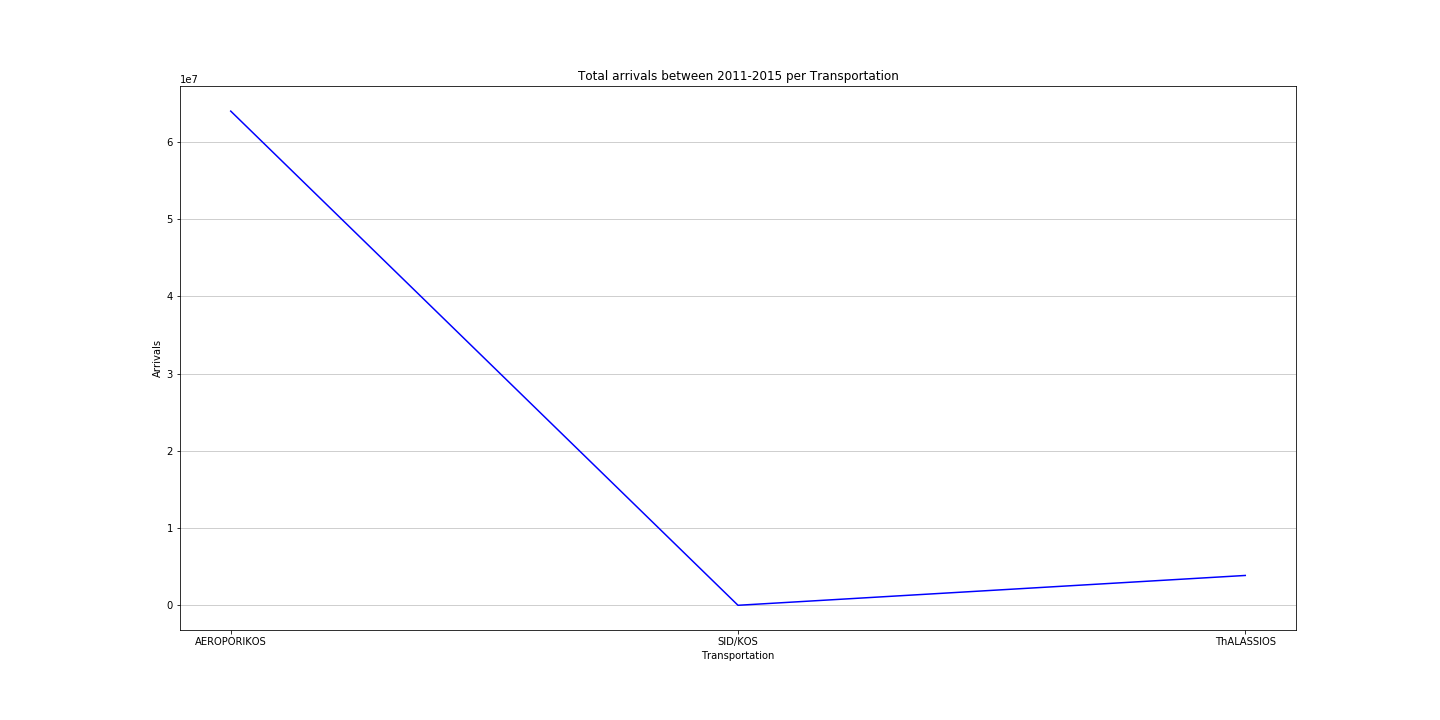 Total arrivals between 2011-2015 per Transportation
1e7
6
5
4
3
2
1
0
Arrivals
AEROPORIKOS SID/KOS ThALASSIOS
Transportation